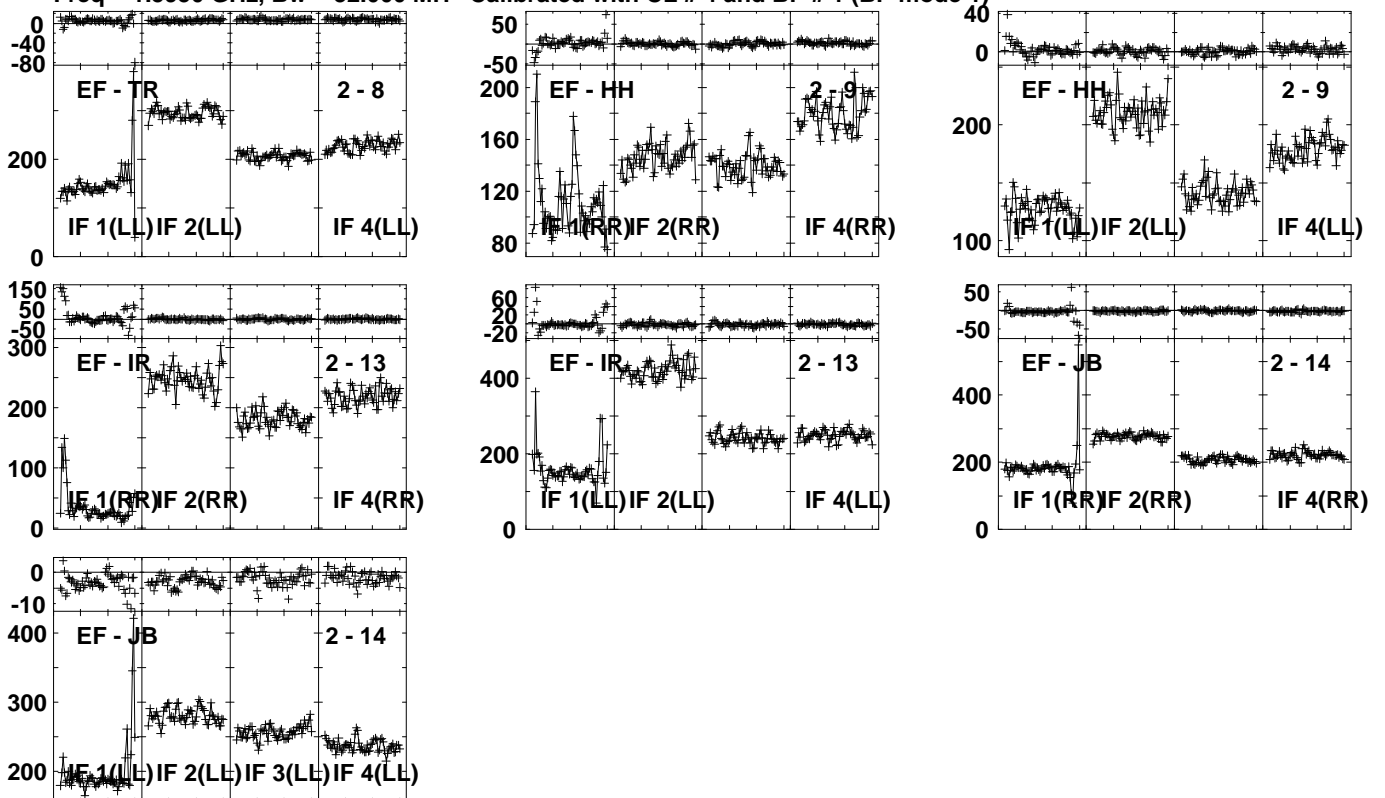 0
-40
-80
EF - TR
2 - 8
200
0
IF 1(LL) IF 2(LL)
IF 4(LL)
50
-50
200
160
120
80
EF - HH
2 - 9
IF 1(RR) IF 2(RR)
IF 4(RR)
40
0
200
100
EF - HH
2 - 9
IF 1(LL) IF 2(LL)
IF 4(LL)
150
50
-50
300
200
100
0
EF - IR
2 - 13
IF 1(RR) IF 2(RR)
IF 4(RR)
60
20
-20
400
200
0
EF - IR
2 - 13
IF 1(LL) IF 2(LL)
IF 4(LL)
50
-50
400
200
0
EF - JB
2 - 14
IF 1(RR) IF 2(RR)
IF 4(RR)
0
-10
400
300
200
EF - JB
2 - 14
IF 1(LL) IF 2(LL) IF 3(LL) IF 4(LL)